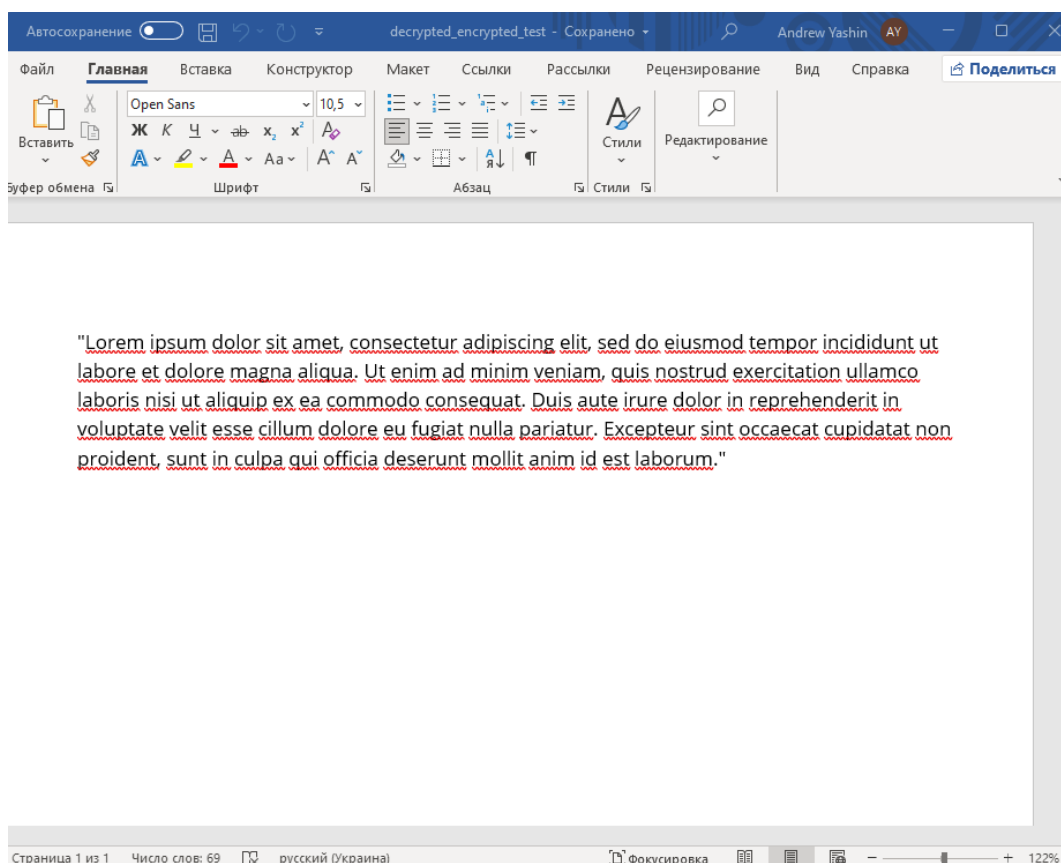 Автосохранение
decrypted_encrypted_test - Сохранено
Andrew Yashin AY
Файл Главная Вставка Конструктор Макет Ссылки Рассылки Рецензирование Вид Справка Поделиться
Open Sans 10,5
Вставить
Ж К Ч ab x₂ x²
A A Aa A A
Стили
Редактирование
Буфер обмена Шрифт Абзац Стили
"Lorem ipsum dolor sit amet, consectetur adipiscing elit, sed do eiusmod tempor incididunt ut
labore et dolore magna aliqua. Ut enim ad minim veniam, quis nostrud exercitation ullamco
laboris nisi ut aliquip ex ea commodo consequat. Duis aute irure dolor in reprehenderit in
voluptate velit esse cillum dolore eu fugiat nulla pariatur. Excepteur sint occaecat cupidatat non
proident, sunt in culpa qui officia deserunt mollit anim id est laborum."
Страница 1 из 1 Число слов: 69 русский (Украина) Фокусировка 122%